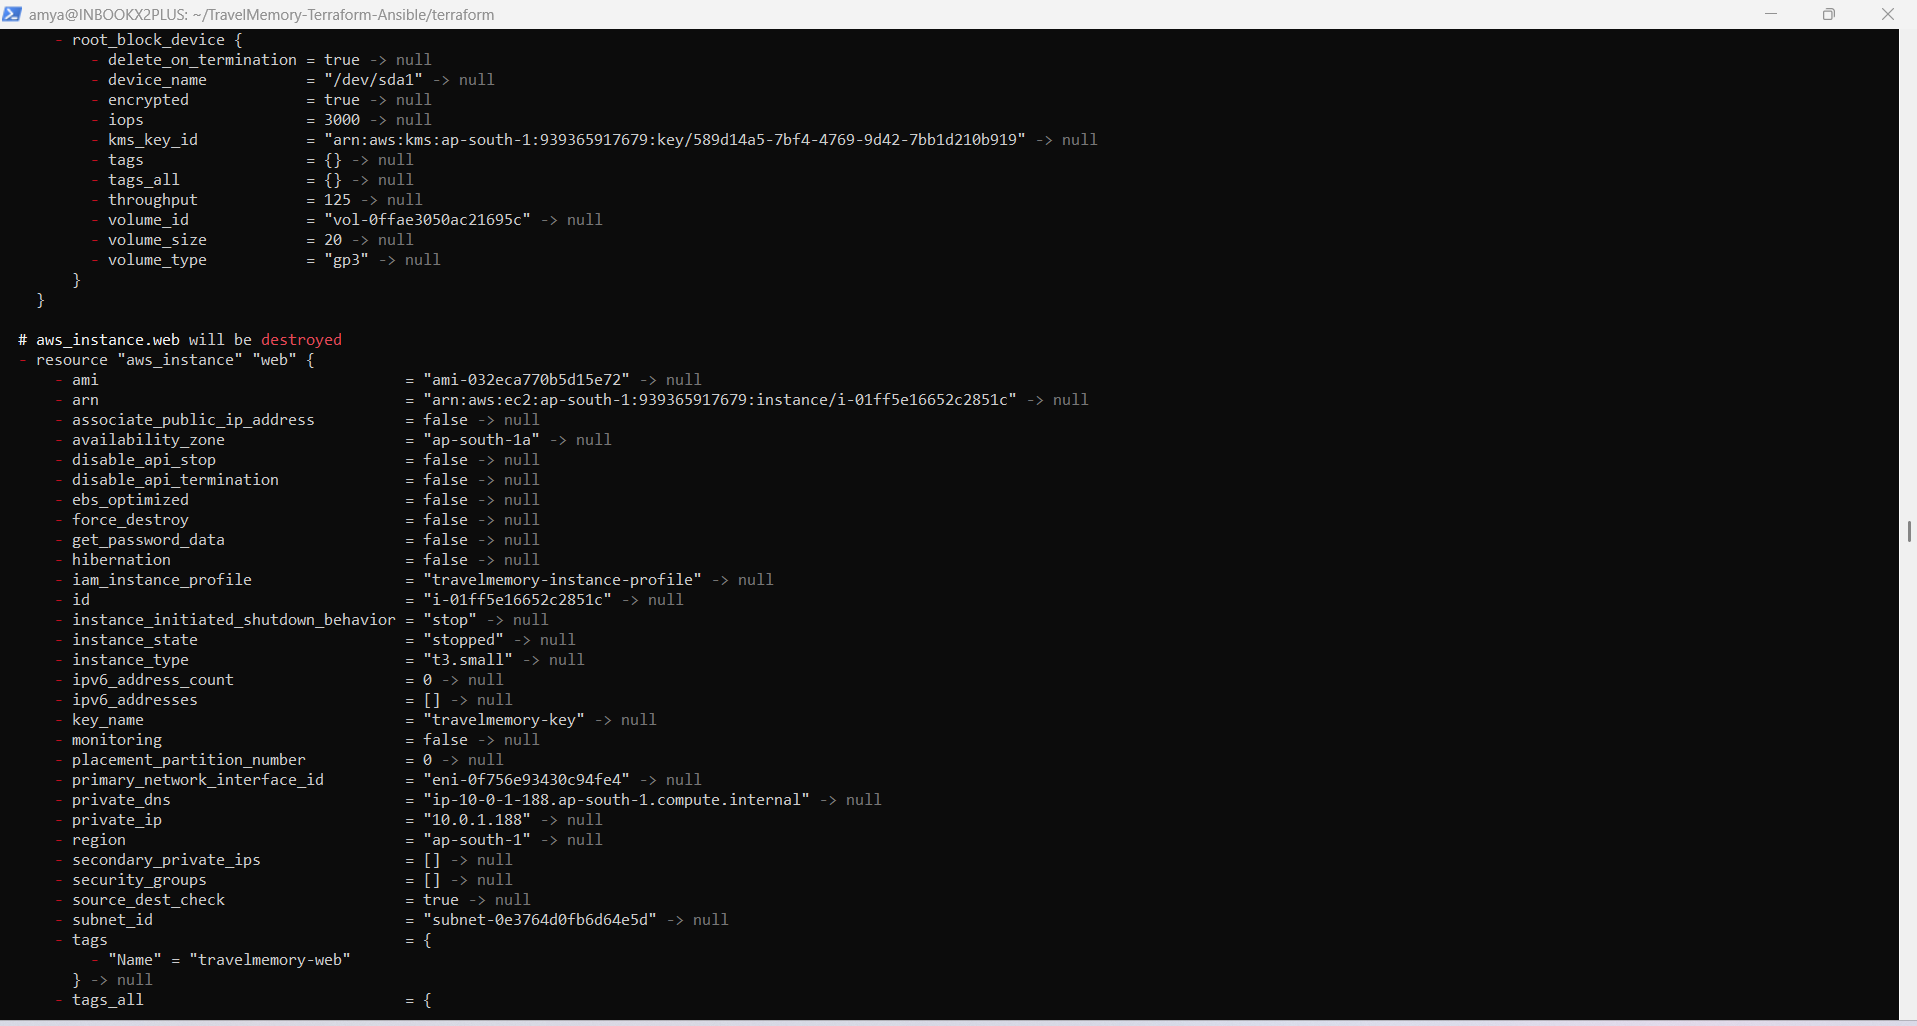 amya@INBOOKX2PLUS: ~/TravelMemory-Terraform-Ansible/terraform
- root_block_device {
- delete_on_termination = true -> null
- device_name = "/dev/sda1" -> null
- encrypted = true -> null
- iops = 3000 -> null
- kms_key_id = "arn:aws:kms:ap-south-1:939365917679:key/589d14a5-7bf4-4769-9d42-7bb1d210b919" -> null
- tags = {} -> null
- tags_all = {} -> null
- throughput = 125 -> null
- volume_id = "vol-0ffae3050ac21695c" -> null
- volume_size = 20 -> null
- volume_type = "gp3" -> null
}
}
# aws_instance.web will be destroyed
- resource "aws_instance" "web" {
- ami = "ami-032eca770b5d15e72" -> null
- arn = "arn:aws:ec2:ap-south-1:939365917679:instance/i-01ff5e16652c2851c" -> null
- associate_public_ip_address = false -> null
- availability_zone = "ap-south-1a" -> null
- disable_api_stop = false -> null
- disable_api_termination = false -> null
- ebs_optimized = false -> null
- force_destroy = false -> null
- get_password_data = false -> null
- hibernation = false -> null
- iam_instance_profile = "travelmemory-instance-profile" -> null
- id = "i-01ff5e16652c2851c" -> null
- instance_initiated_shutdown_behavior = "stop" -> null
- instance_state = "stopped" -> null
- instance_type = "t3.small" -> null
- ipv6_address_count = 0 -> null
- ipv6_addresses = [] -> null
- key_name = "travelmemory-key" -> null
- monitoring = false -> null
- placement_partition_number = 0 -> null
- primary_network_interface_id = "eni-0f756e93430c94fe4" -> null
- private_dns = "ip-10-0-1-188.ap-south-1.compute.internal" -> null
- private_ip = "10.0.1.188" -> null
- region = "ap-south-1" -> null
- secondary_private_ips = [] -> null
- security_groups = [] -> null
- source_dest_check = true -> null
- subnet_id = "subnet-0e3764d0fb6d64e5d" -> null
- tags = {
- "Name" = "travelmemory-web"
} -> null
- tags_all = {